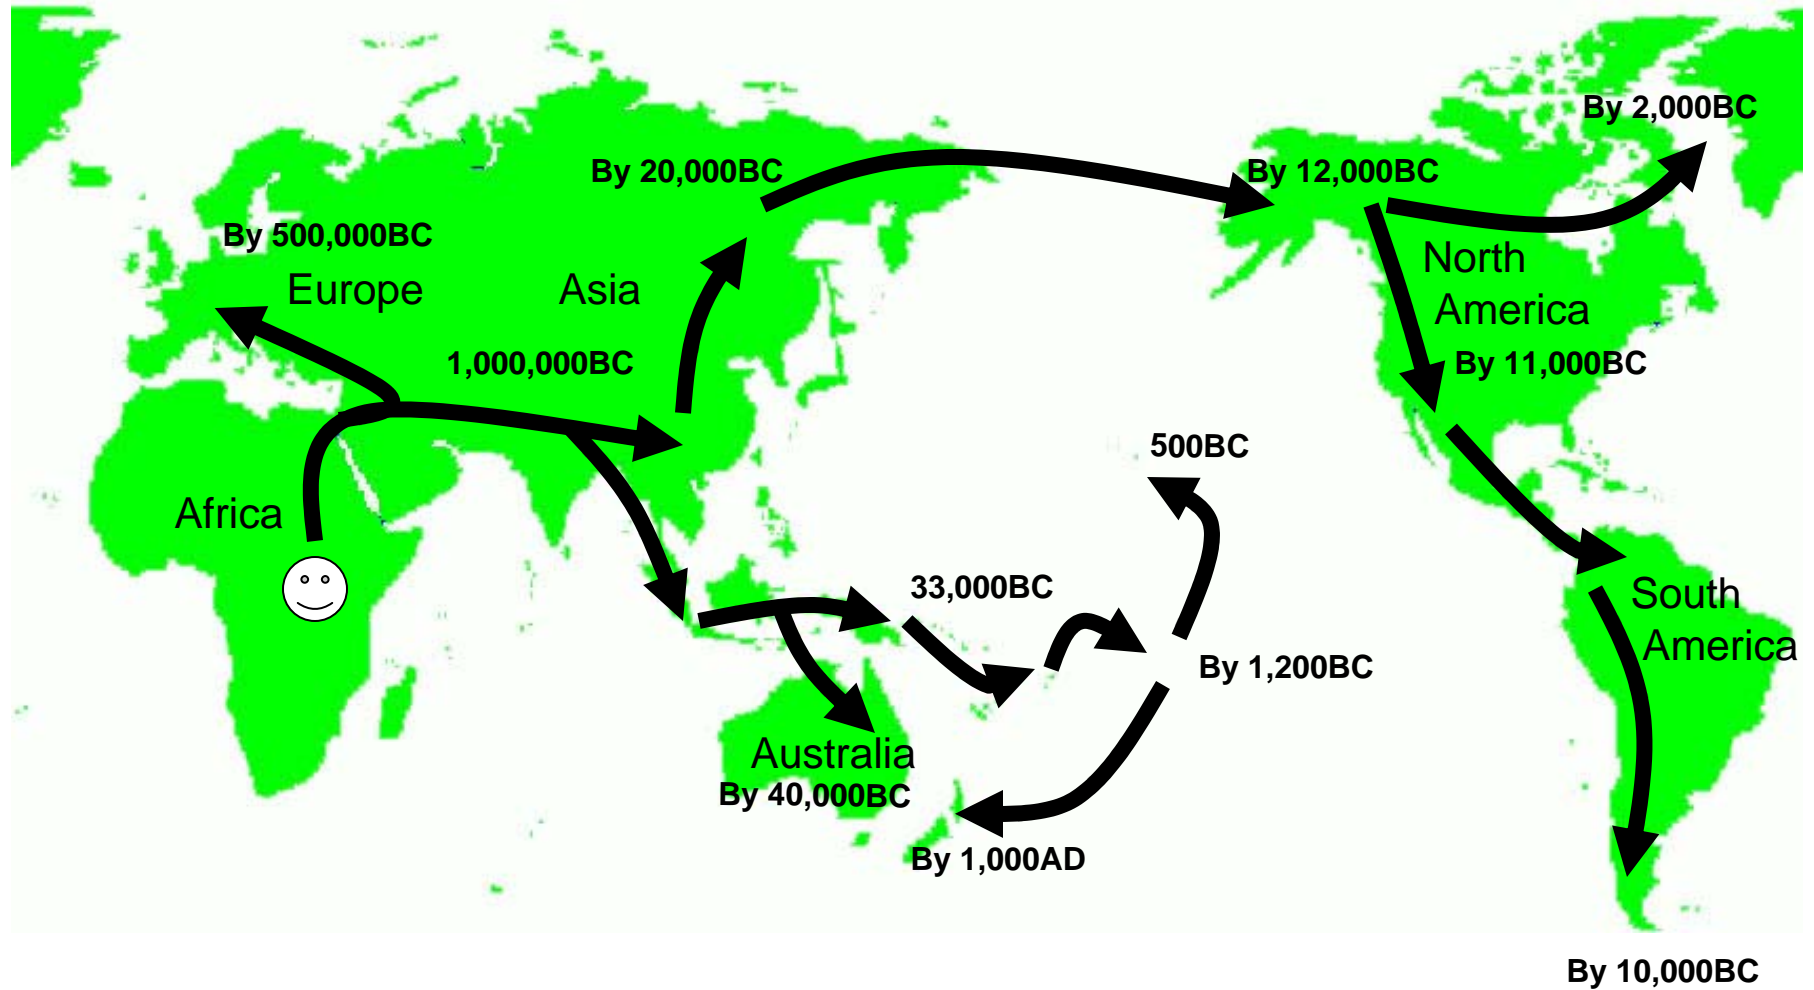 By 2,000BC
By 20,000BC
By 12,000BC
By 500,000BC
North
America
Europe
Asia
1,000,000BC
By 11,000BC
500BC
Africa
33,000BC
South
America
By 1,200BC
Australia
By 40,000BC
By 1,000AD
By 10,000BC